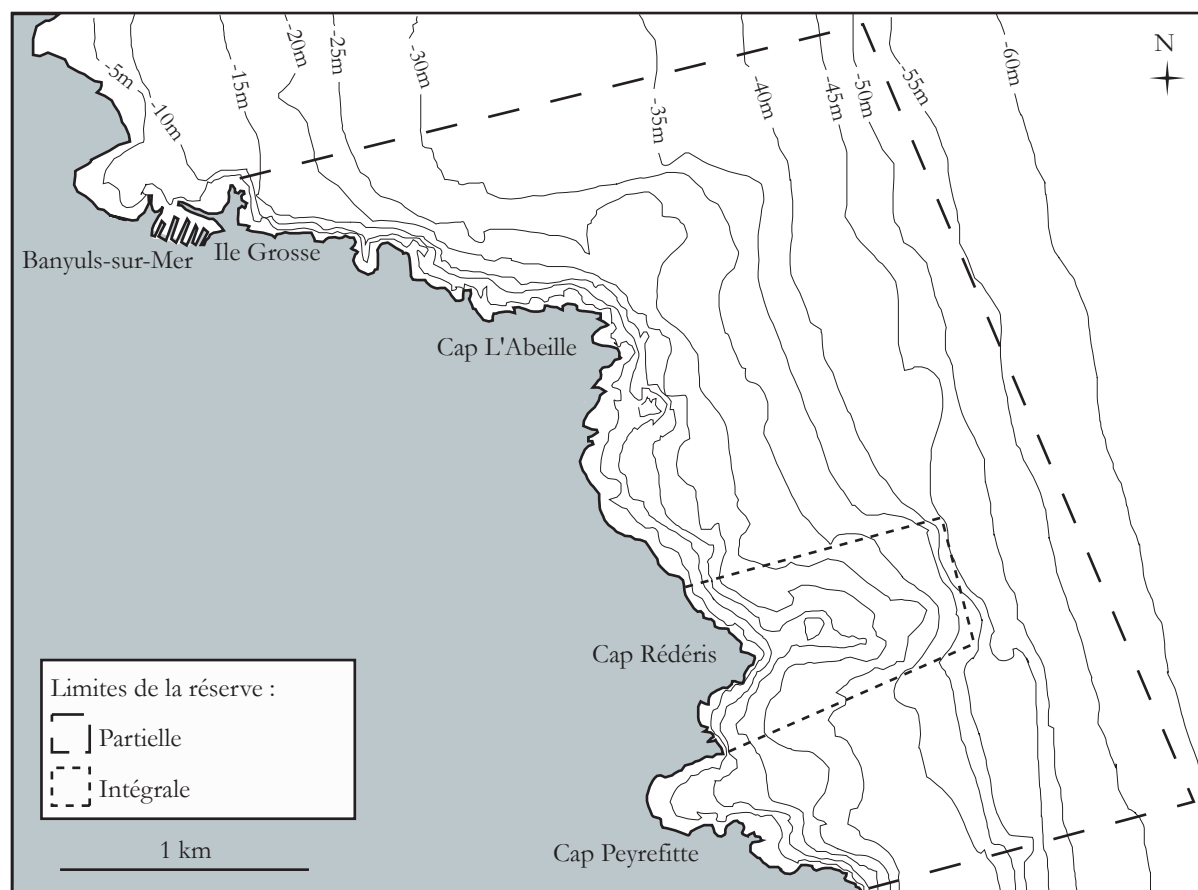 N
-5m
-10m
-15m
-20m
-25m
-30m
-35m
-40m
-45m
-50m
-55m
-60m
Banyuls-sur-Mer
Ile Grosse
Cap L'Abeille
Cap Rédéris
Cap Peyrefitte
Limites de la réserve :
Partielle
Intégrale
1 km